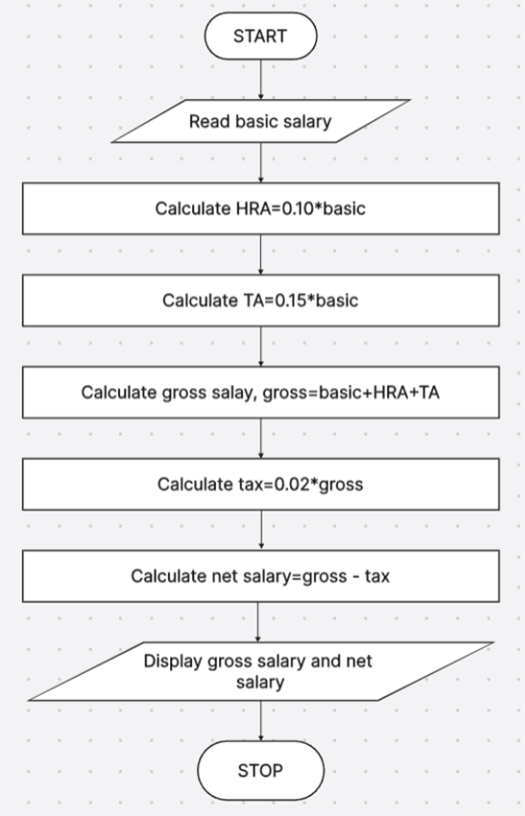 START
Read basic salary
Calculate HRA=0.10*basic
Calculate TA=0.15*basic
Calculate gross salay, gross=basic+HRA+TA
Calculate tax=0.02*gross
Calculate net salary=gross - tax
Display gross salary and net
salary
STOP